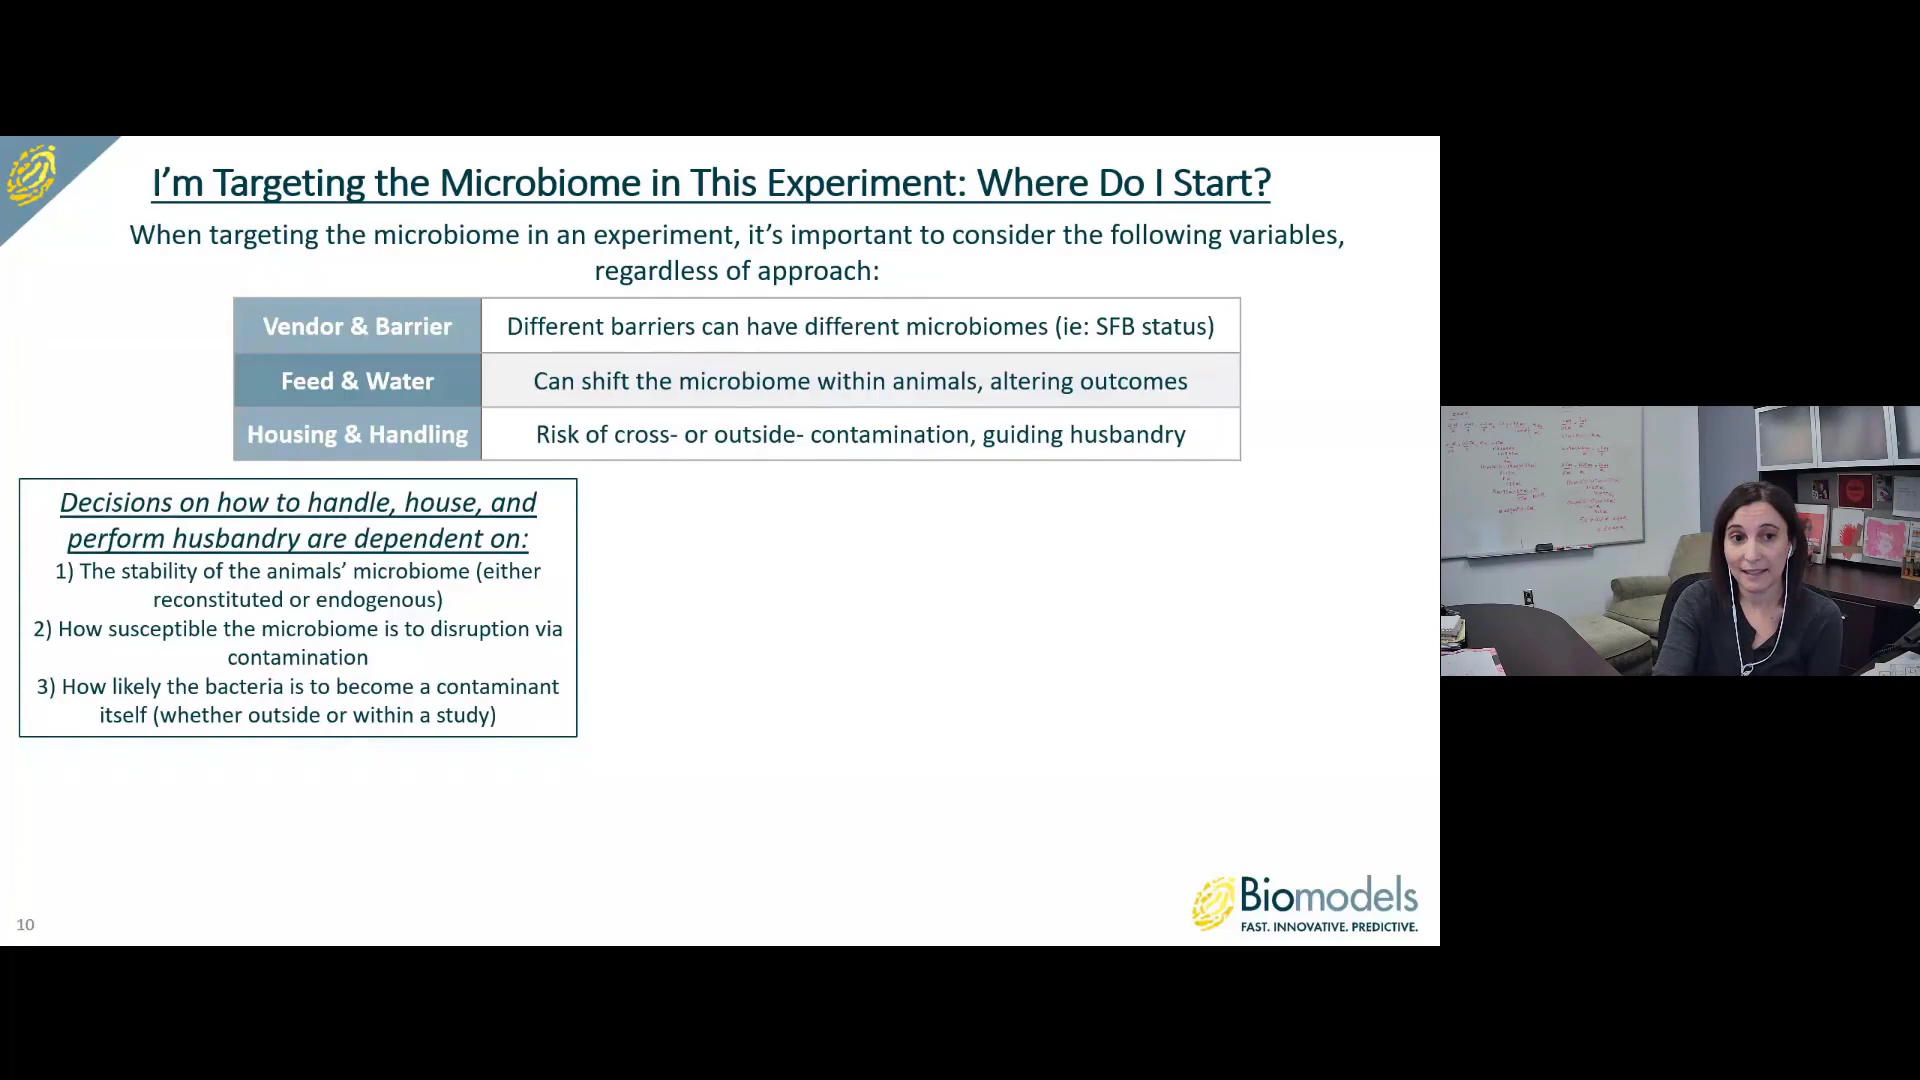 I'm Targeting the Microbiome in This Experiment: Where Do I Start?
When targeting the microbiome in an experiment, it's important to consider the following variables,
regardless of approach:
Vendor & Barrier
Different barriers can have different microbiomes (ie: SFB status)
Feed & Water
Can shift the microbiome within animals, altering outcomes
Housing & Handling
Risk of cross- or outside- contamination, guiding husbandry
Decisions on how to handle, house, and
perform husbandry are dependent on:
1) The stability of the animals' microbiome (either
reconstituted or endogenous)
2) How susceptible the microbiome is to disruption via
contamination
3) How likely the bacteria is to become a contaminant
itself (whether outside or within a study)
Biomodels
FAST. INNOVATIVE. PREDICTIVE.
10